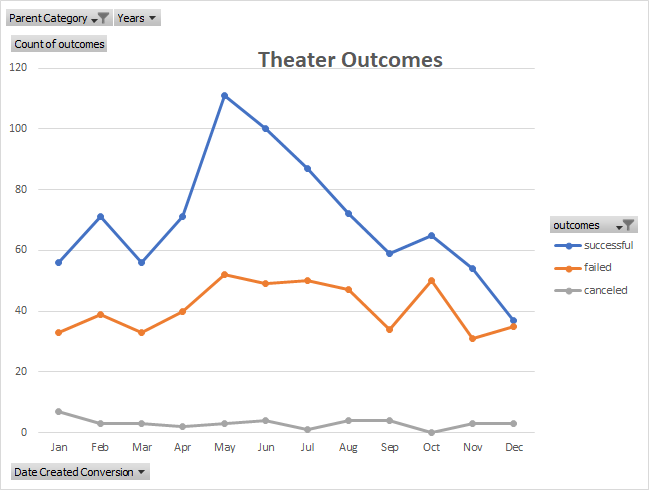 Parent Category Years
Count of outcomes
Theater Outcomes
120
100
80
60
40
20
0
Jan Feb Mar Apr May Jun Jul Aug Sep Oct Nov Dec
outcomes
successful
failed
canceled
Date Created Conversion